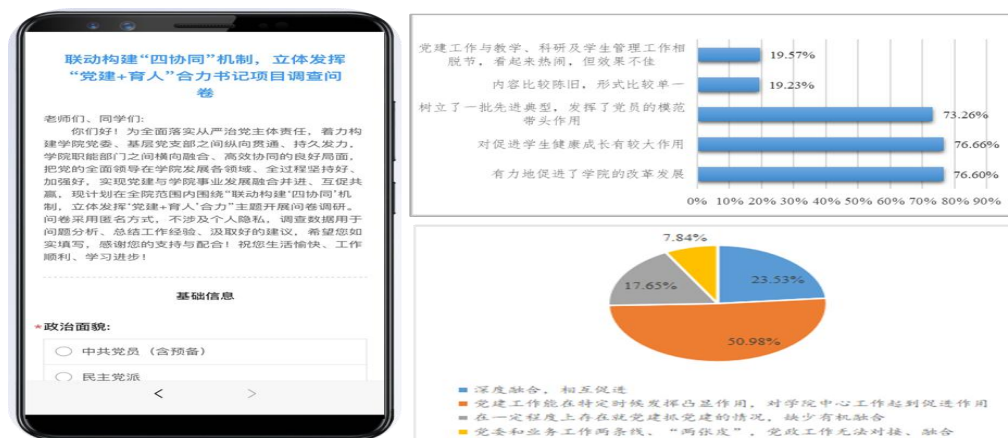 联动构建“四协同”机制，立体发挥
“党建+育人”合力书记项目调查问
卷
老师们、同学们:
你们好！为全面落实从严治党主体责任，着力构
建学院党委、基层党支部之间纵向贯通、持久发力，
学院职能部门之间横向融合、高效协同的良好局面，
把党的全面领导在学院发展各领域、全过程坚持好、
加强好，实现党建与学院事业发展融合并进、互促共
赢，现计划在全院范围内围绕“联动构建‘四协同’机
制，立体发挥‘党建+育人’合力”主题开展问卷调研。
问卷采用匿名方式，不涉及个人隐私，调查数据用于
问题分析、总结工作经验、汲取好的建议，希望您如
实填写，感谢您的支持与配合！祝您生活愉快、工作
顺利、学习进步！
基础信息
*政治面貌:
中共党员（含预备）
民主党派
<
>
党建工作与教学、科研及学生管理工作相
脱节，看起来热闹，但效果不佳
19.57%
内容比较陈旧，形式比较单一
19.23%
树立了一批先进典型，发挥了党员的模范
带头作用
73.26%
对促进学生健康成长有较大作用
76.66%
有力地促进了学院的改革发展
76.60%
0% 10% 20% 30% 40% 50% 60% 70% 80% 90%
7.84%
23.53%
17.65%
50.98%
深度融合，相互促进
党建工作能在特定时候发挥凸显作用，对学院中心工作起到促进作用
在一定程度上存在就党建抓党建的情况，缺少有机融合
党委和业务工作两条线、“两张皮”，党政工作无法对接、融合